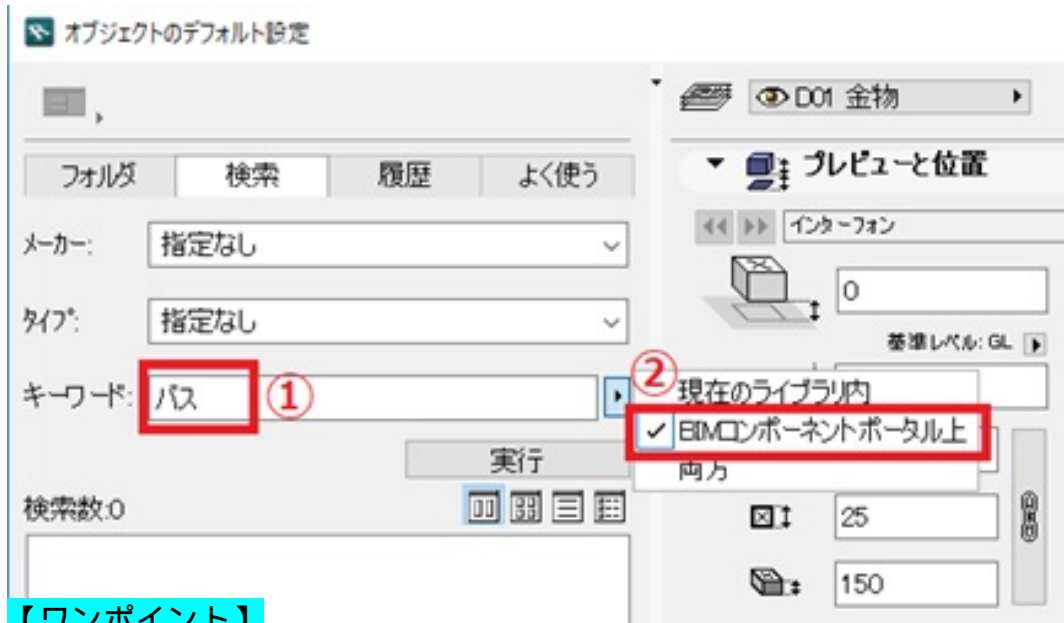 オブジェクトのデフォルト設定
D01 金物
フォルダ 検索 履歴 よく使う
プレビューと位置
メーカー: 指定なし
インターフォン
0
タイプ: 指定なし
基準レベル: GL
キーワード: バス ①
② 現在のライブラリ内
BIMコンポーネントポータル上
両方
実行
検索数:0
25
150
【ワンポイント】